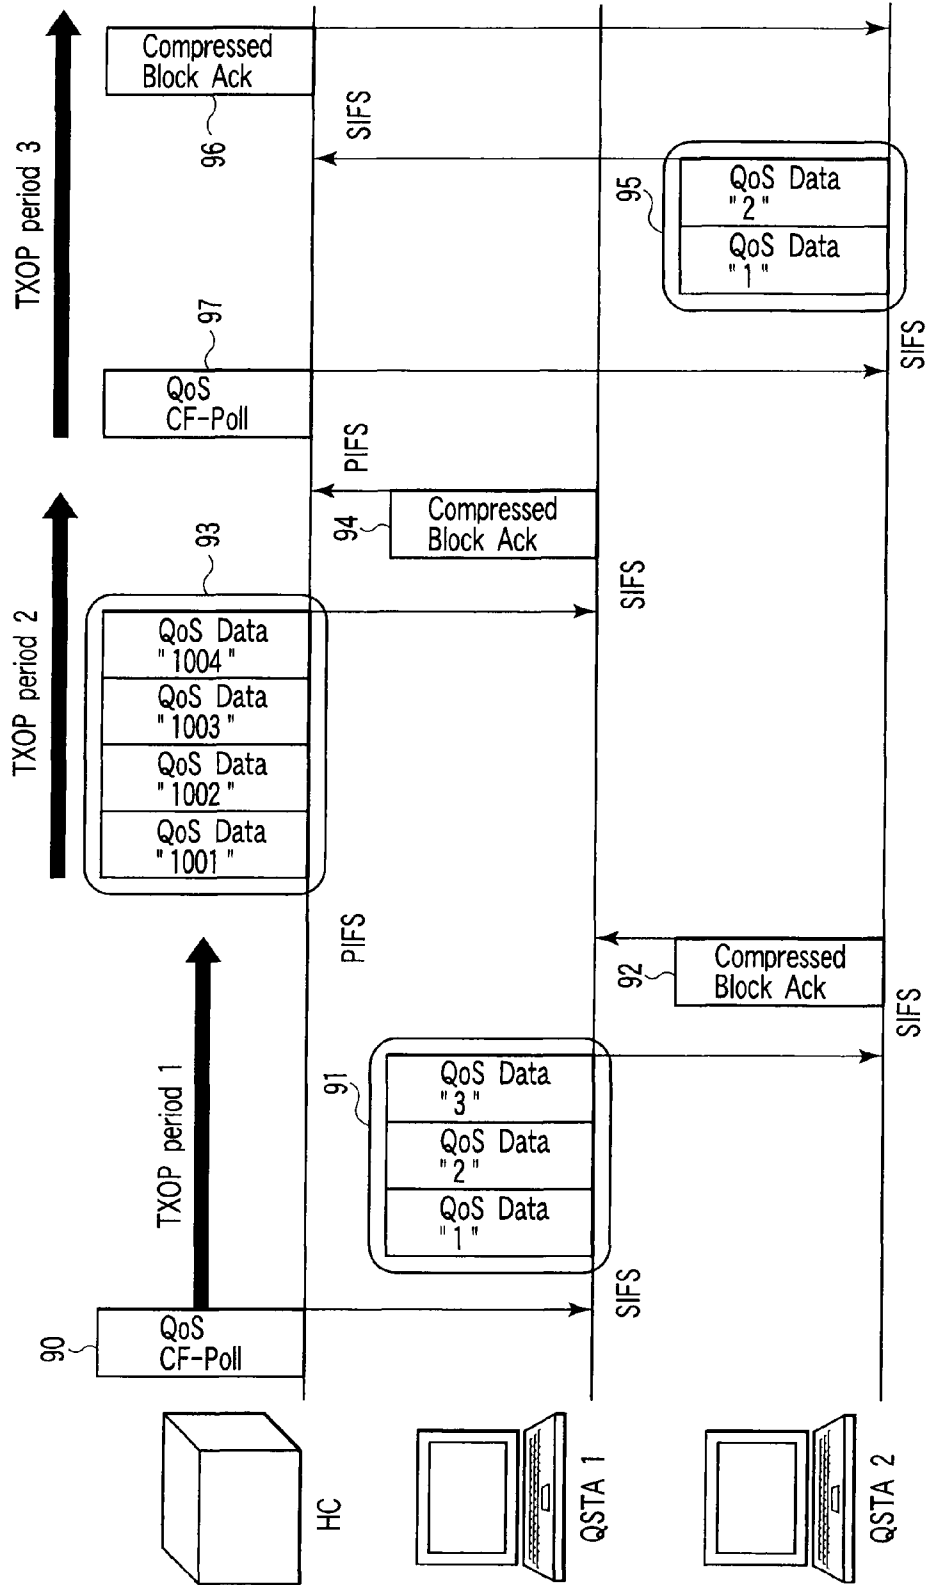 TXOP period 1
TXOP period 2
TXOP period 3
90
QoS
CF-Poll
93
QoS Data
"1001"
QoS Data
"1002"
QoS Data
"1003"
QoS Data
"1004"
97
QoS
CF-Poll
96
Compressed
Block Ack
HC
PIFS
PIFS
SIFS
SIFS
91
QoS Data
"1"
QoS Data
"2"
QoS Data
"3"
94
Compressed
Block Ack
SIFS
QSTA 1
92
Compressed
Block Ack
95
QoS Data
"1"
QoS Data
"2"
SIFS
SIFS
QSTA 2